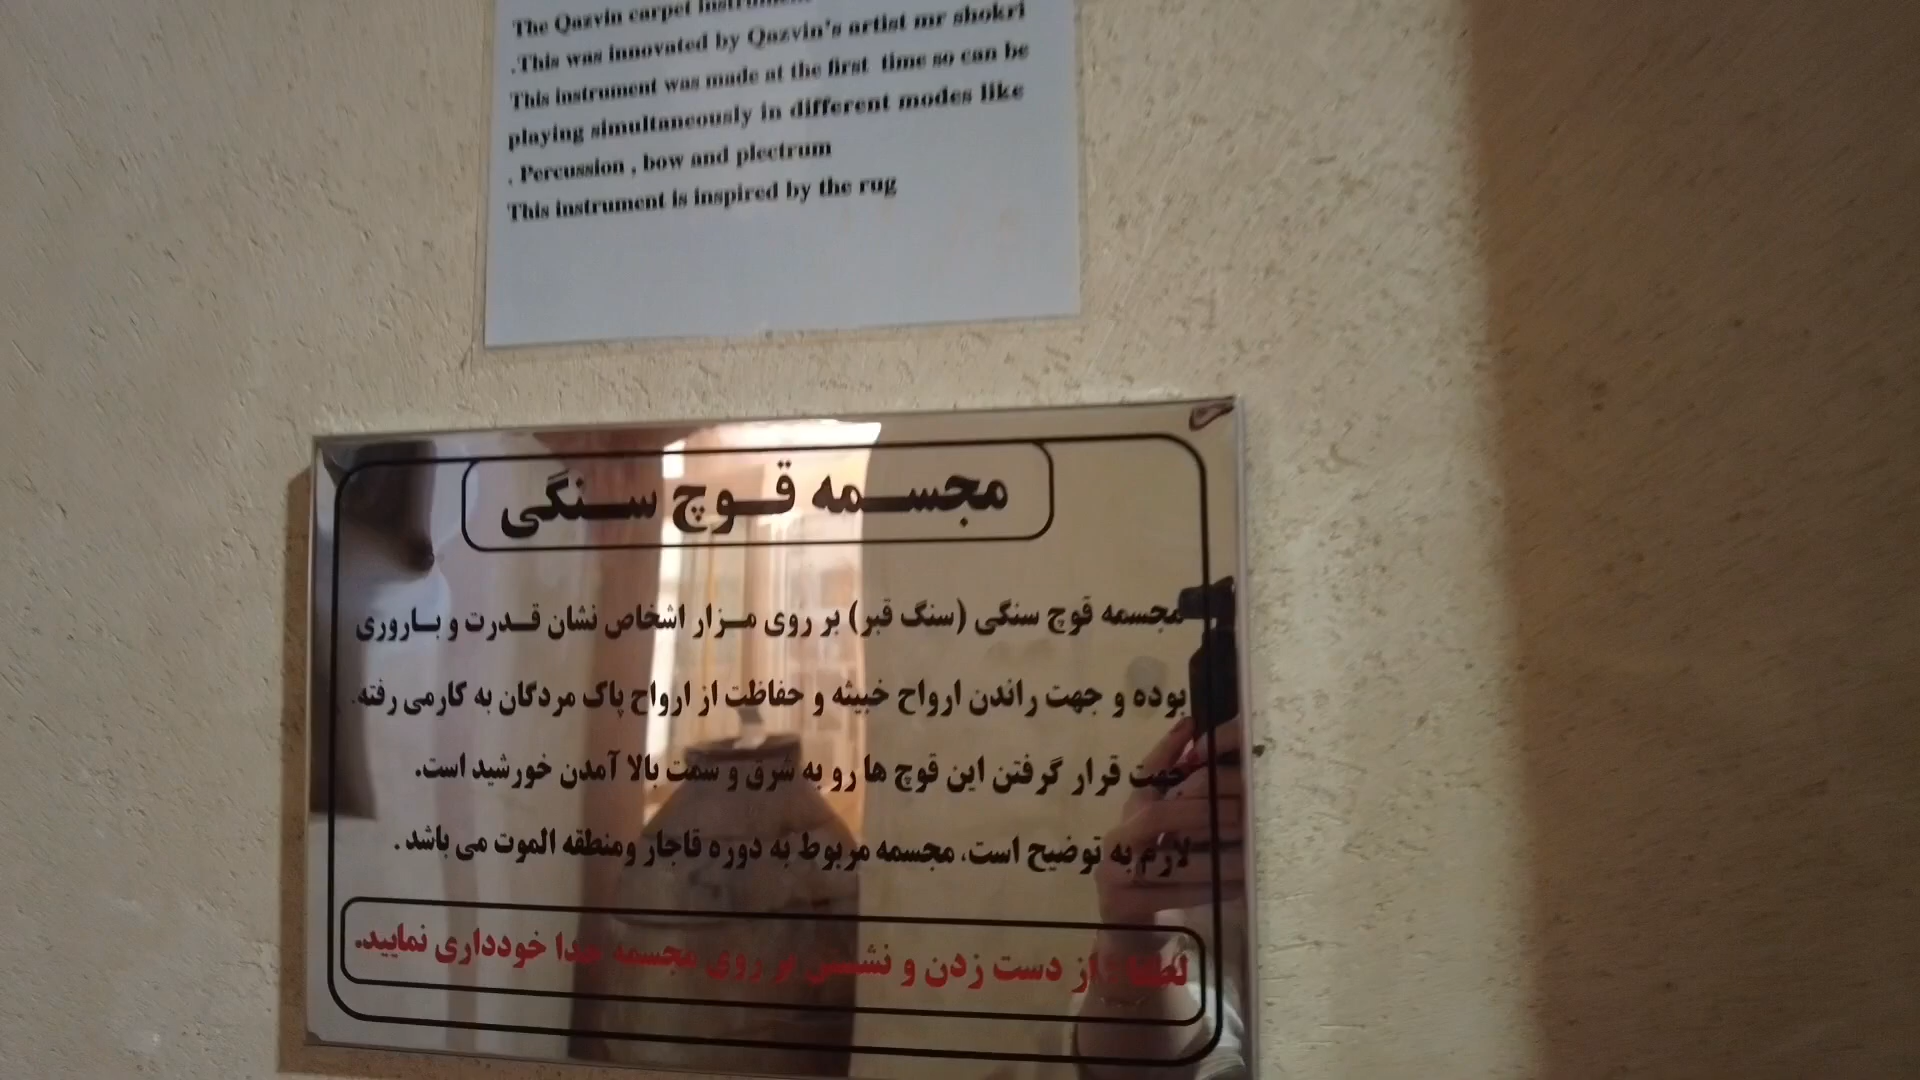 The Qazvin carpet instrument
.This was innovated by Qazvin's artist mr shokri
This instrument was made at the first time so can be
playing simultaneously in different modes like
. Percussion , bow and plectrum
This instrument is inspired by the rug
مجسمه قوچ سنگی
مجسمه قوچ سنگی (سنگ قبر) بر روی مزار اشخاص نشان قدرت و باروری
بوده و جهت راندن ارواح خبیثه و حفاظت از ارواح پاک مردگان به کارمی رفته.
جهت قرار گرفتن این قوچ ها رو به شرق و سمت بالا آمدن خورشید است.
لازم به توضیح است، مجسمه مربوط به دوره قاجار ومنطقه الموت می باشد.
لطفا : از دست زدن و نشستن بر روی مجسمه جدا خودداری نمایید.